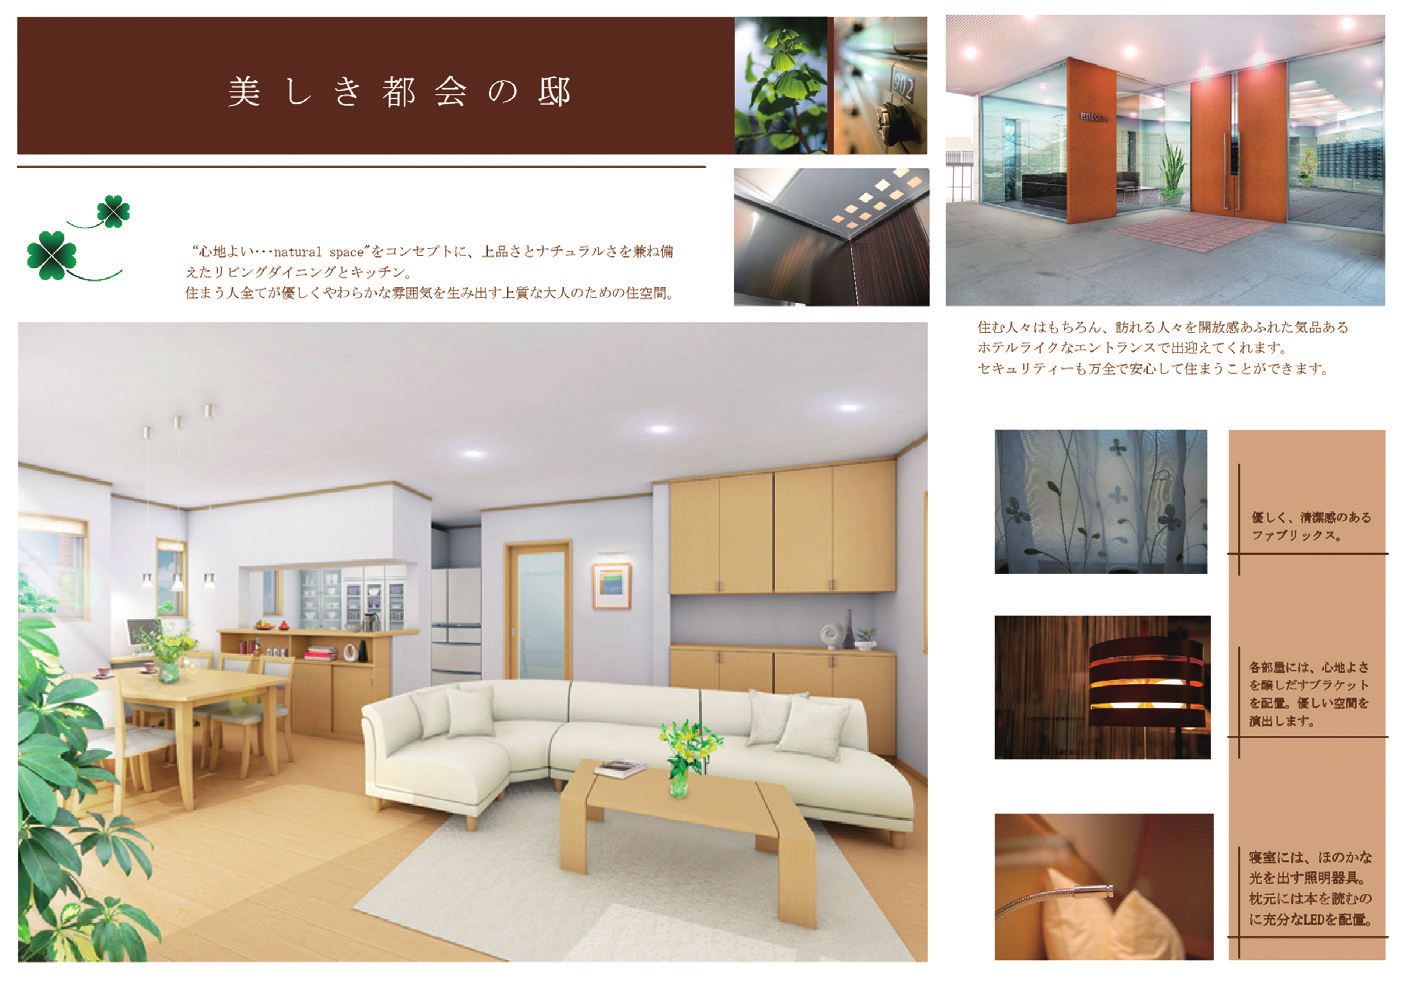 美しき都会の邸
902
“心地よい･･･natural space”をコンセプトに、上品さとナチュラルさを兼ね備
えたリビングダイニングとキッチン。
住まう人全てが優しくやわらかな雰囲気を生み出す上質な大人のための住空間。
住む人々はもちろん、訪れる人々を開放感あふれた気品ある
ホテルライクなエントランスで出迎えてくれます。
セキュリティーも万全で安心して住まうことができます。
優しく、清潔感のある
ファブリックス。
各部屋には、心地よさ
を醸しだすブラケット
を配置。優しい空間を
演出します。
寝室には、ほのかな
光を出す照明器具。
枕元には本を読むの
に充分なLEDを配置。